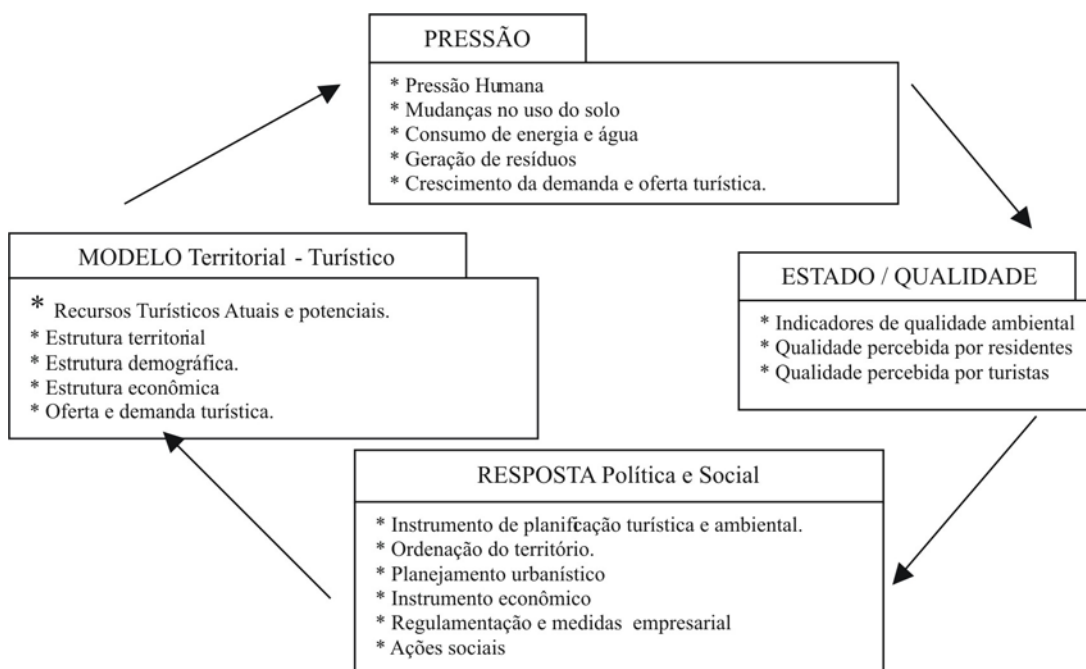 PRESSÃO
* Pressão Humana
* Mudanças no uso do solo
* Consumo de energia e água
* Geração de resíduos
* Crescimento da demanda e oferta turística.
MODELO Territorial - Turístico
* Recursos Turísticos Atuais e potenciais.
* Estrutura territorial
* Estrutura demográfica.
* Estrutura econômica
* Oferta e demanda turística.
ESTADO / QUALIDADE
* Indicadores de qualidade ambiental
* Qualidade percebida por residentes
* Qualidade percebida por turistas
RESPOSTA Política e Social
* Instrumento de planificação turística e ambiental.
* Ordenação do território.
* Planejamento urbanístico
* Instrumento econômico
* Regulamentação e medidas empresarial
* Ações sociais